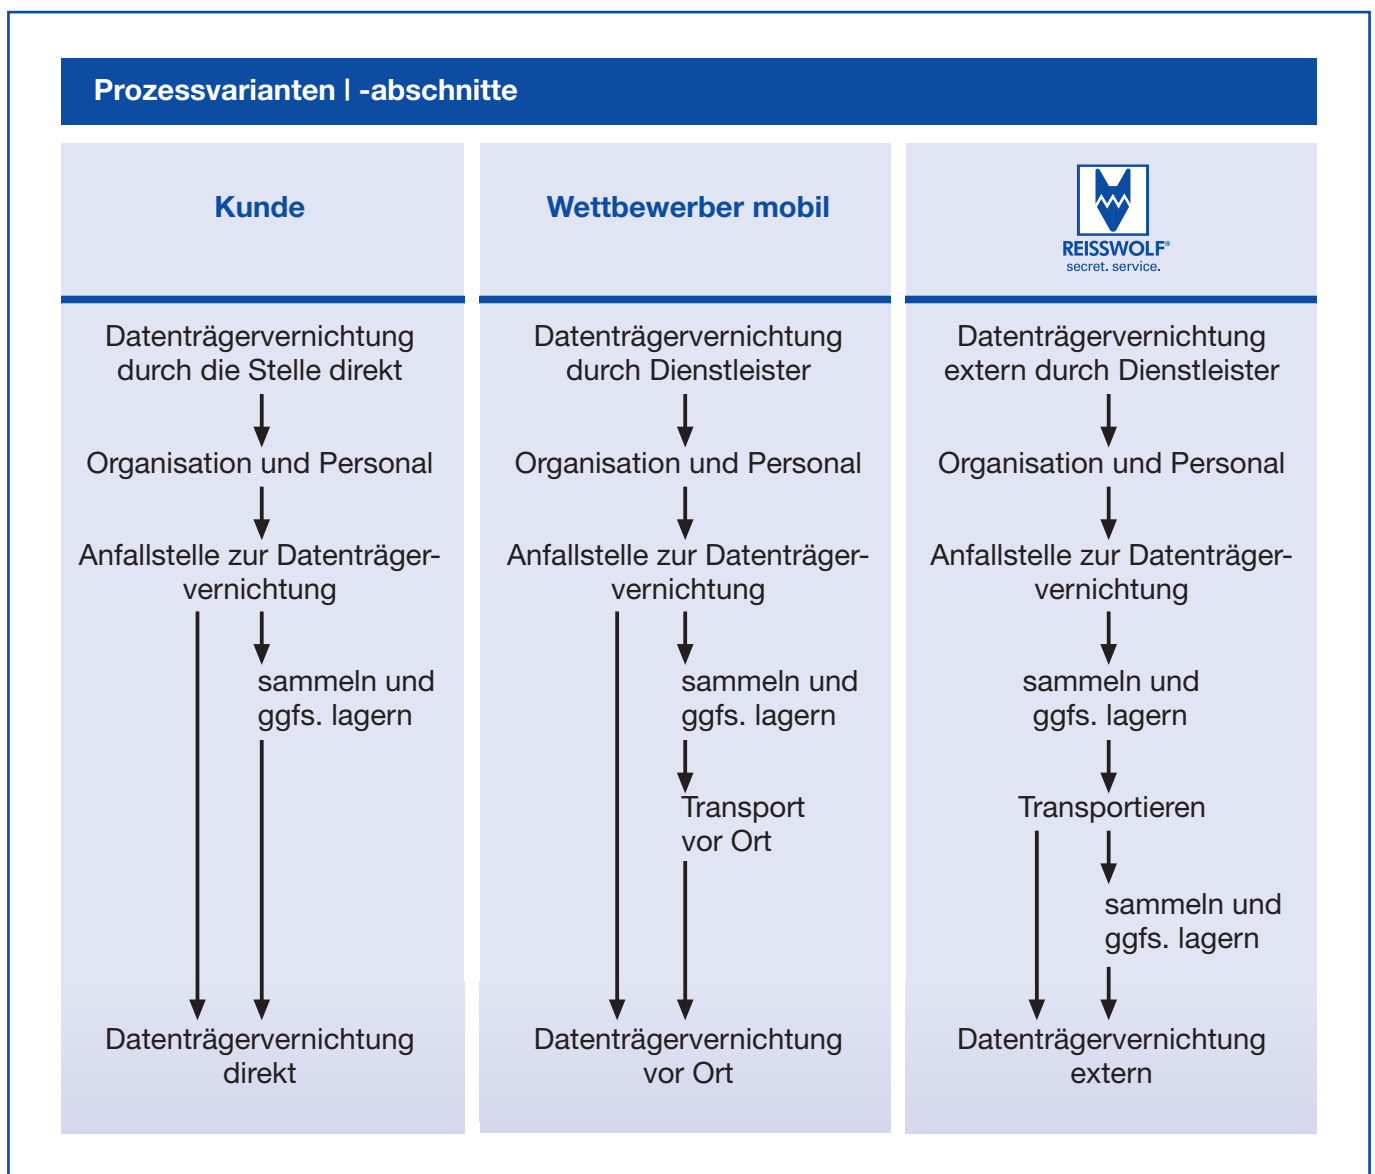 Prozessvarianten | -abschnitte
Kunde
Datenträgervernichtung
durch die Stelle direkt
Organisation und Personal
Anfallstelle zur Datenträger-
vernichtung
sammeln und
ggfs. lagern
Datenträgervernichtung
direkt
Wettbewerber mobil
Datenträgervernichtung
durch Dienstleister
Organisation und Personal
Anfallstelle zur Datenträger-
vernichtung
sammeln und
ggfs. lagern
Transport
vor Ort
Datenträgervernichtung
vor Ort
REISSWOLF®
secret. service.
Datenträgervernichtung
extern durch Dienstleister
Organisation und Personal
Anfallstelle zur Datenträger-
vernichtung
sammeln und
ggfs. lagern
Transportieren
sammeln und
ggfs. lagern
Datenträgervernichtung
extern